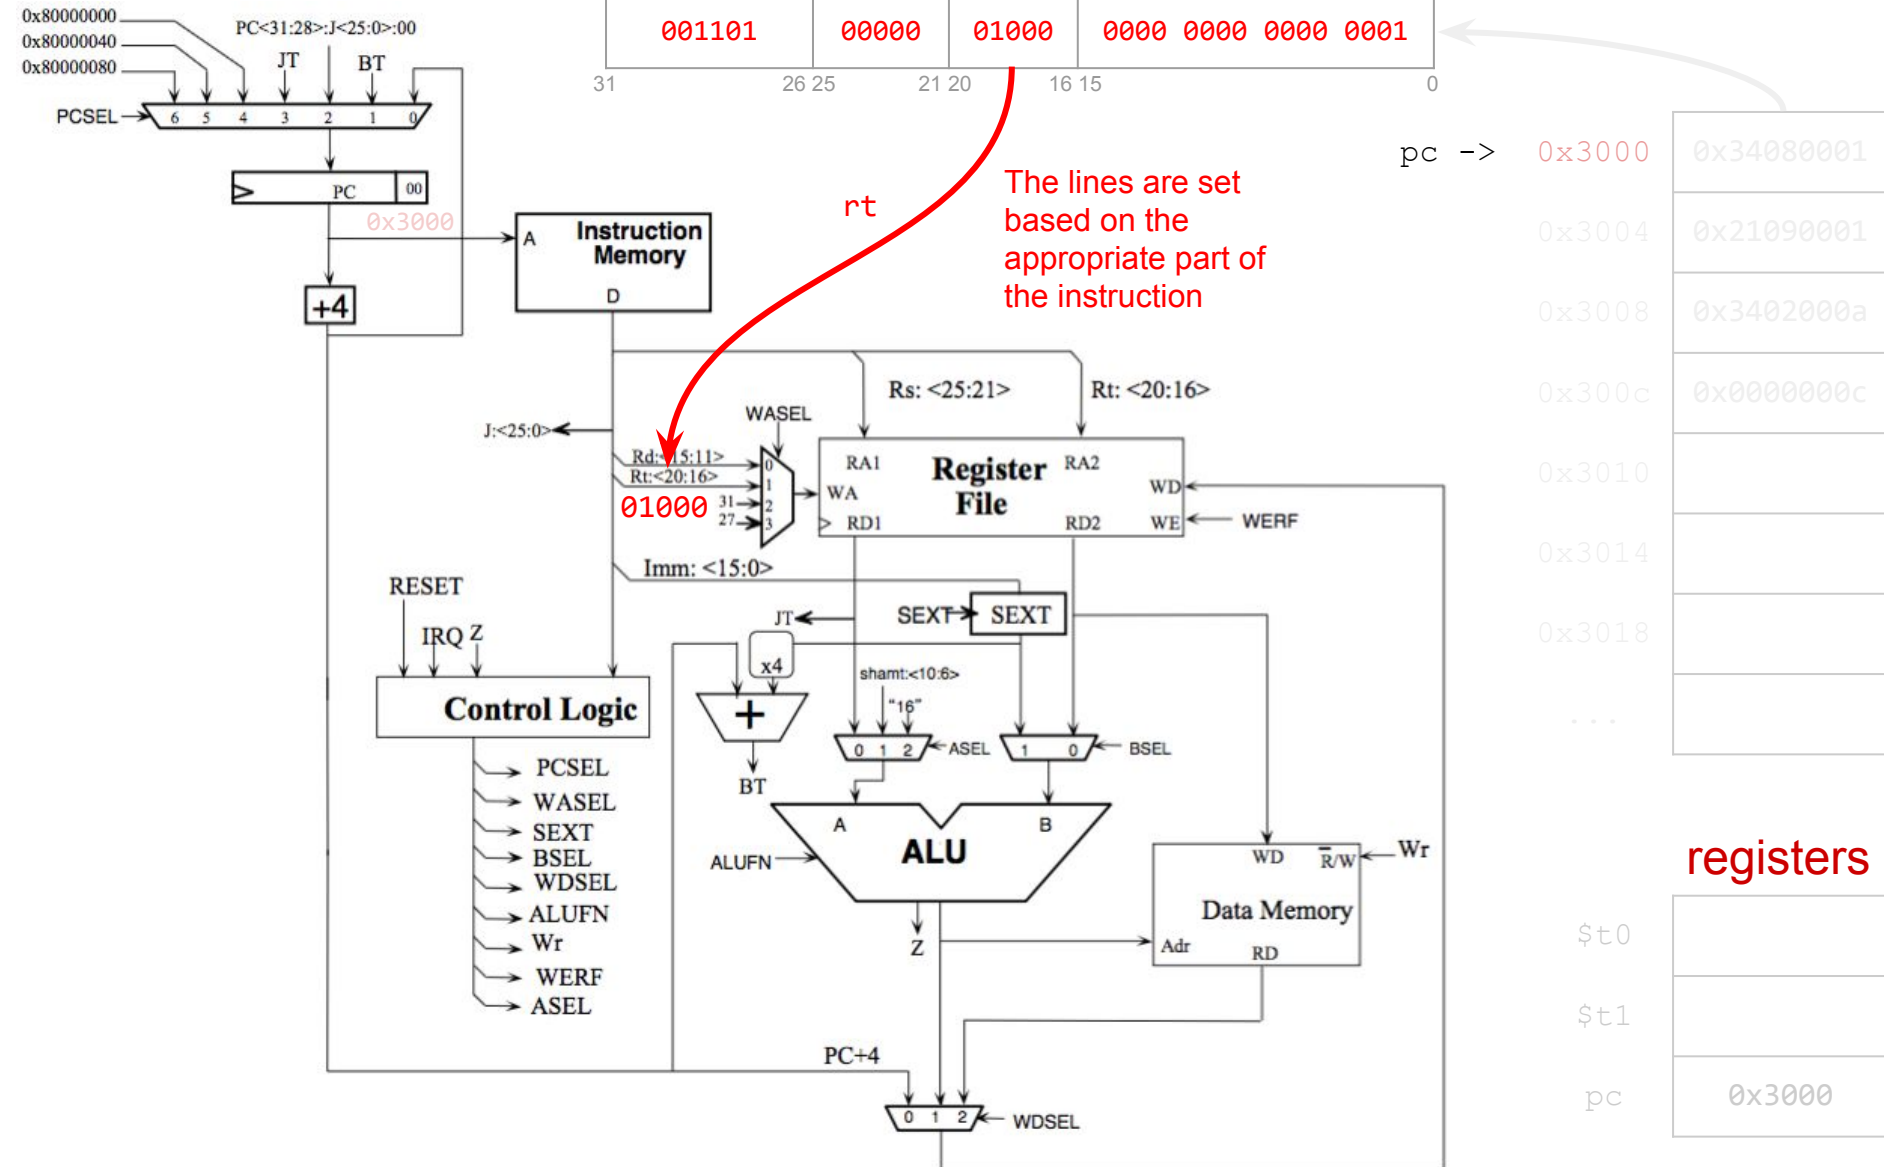 001101 00000 01000 0000 0000 0000 0001
31 26 25 21 20 16 15 0
0x80000000
0x80000040
0x80000080
PC<31:28>:J<25:0>:00
JT
BT
PCSEL
6 5 4 3 2 1 0
PC 00
0x3000
+4
A
Instruction
Memory
D
rt
The lines are set
based on the
appropriate part of
the instruction
pc -> 0x3000 0x34080001
0x3004 0x21090001
0x3008 0x3402000a
0x300c 0x0000000c
0x3010
0x3014
0x3018
...
Rs: <25:21>
Rt: <20:16>
WASEL
J:<25:0>
Rd:<15:11>
Rt:<20:16>
01000
31
27
0
1
2
3
RA1
Register
File
RA2
WA
WD
RD1
RD2
WE
WERF
Imm: <15:0>
RESET
IRQ Z
JT
SEXT
SEXT
x4
shamt:<10:6>
"16"
Control Logic
+
BT
0 1 2
ASEL
1 0
BSEL
PCSEL
WASEL
SEXT
BSEL
WDSEL
ALUFN
Wr
WERF
ASEL
A
B
ALU
ALUFN
Z
WD
R/W
Wr
Data Memory
Adr
RD
PC+4
0 1 2
WDSEL
registers
$t0
$t1
pc 0x3000